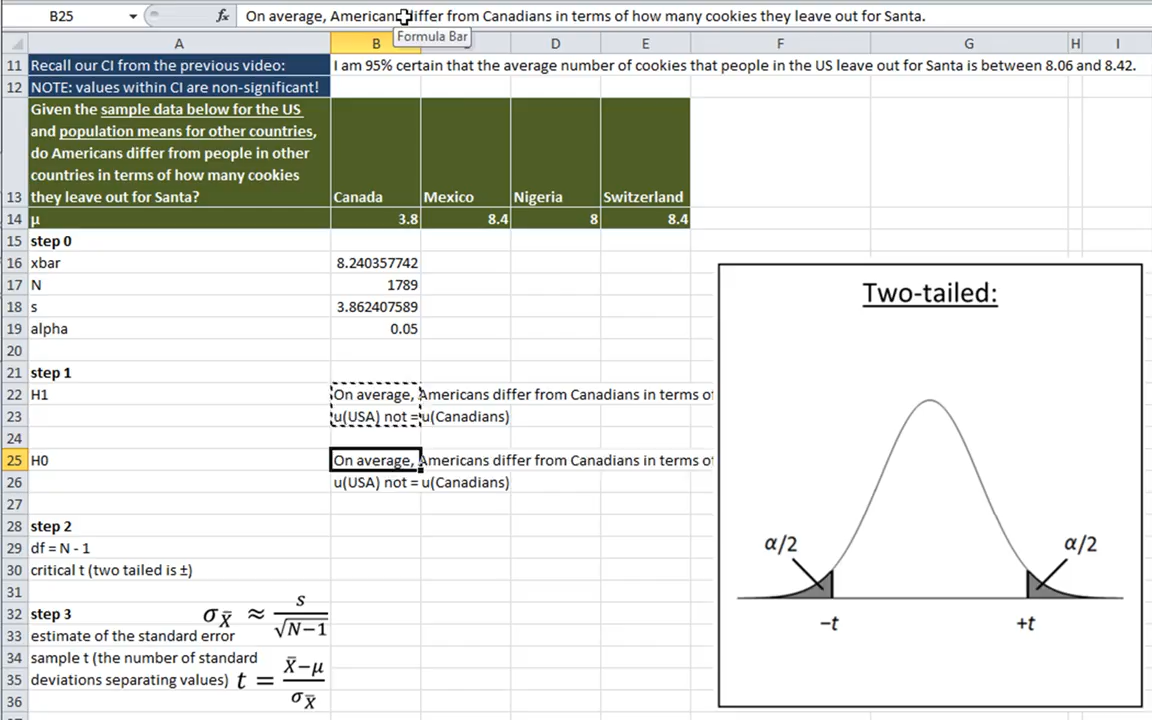 B25 fx On average, Americans differ from Canadians in terms of how many cookies they leave out for Santa.
Formula Bar
A B D E F G H I
11 Recall our CI from the previous video: I am 95% certain that the average number of cookies that people in the US leave out for Santa is between 8.06 and 8.42.
12 NOTE: values within CI are non-significant!
Given the sample data below for the US
and population means for other countries,
do Americans differ from people in other
countries in terms of how many cookies
13 they leave out for Santa? Canada Mexico Nigeria Switzerland
14 μ 3.8 8.4 8 8.4
15 step 0
16 xbar 8.240357742
17 N 1789
18 s 3.862407589
19 alpha 0.05
20
21 step 1
22 H1 On average, Americans differ from Canadians in terms of
23 u(USA) not = u(Canadians)
24
25 H0 On average, Americans differ from Canadians in terms of
26 u(USA) not = u(Canadians)
27
28 step 2
29 df = N - 1
30 critical t (two tailed is ±)
31
32 step 3 σX̄ ≈ s/√N−1
33 estimate of the standard error
34 sample t (the number of standard
35 deviations separating values) t = X̄−μ/σX̄
36
Two-tailed:
α/2 α/2
−t +t